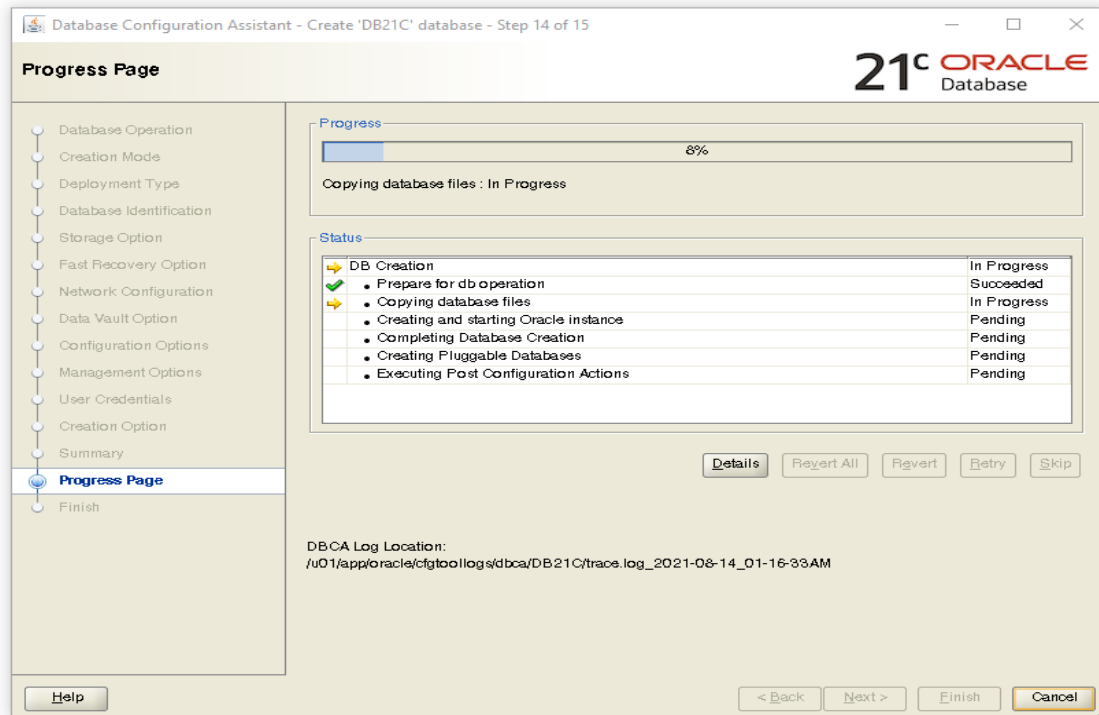 Database Configuration Assistant - Create 'DB21C' database - Step 14 of 15
Progress Page
21c ORACLE
Database
Database Operation
Creation Mode
Deployment Type
Database Identification
Storage Option
Fast Recovery Option
Network Configuration
Data Vault Option
Configuration Options
Management Options
User Credentials
Creation Option
Summary
Progress Page
Finish
Progress
8%
Copying database files : In Progress
Status
DB Creation In Progress
• Prepare for db operation Succeeded
• Copying database files In Progress
• Creating and starting Oracle instance Pending
• Completing Database Creation Pending
• Creating Pluggable Databases Pending
• Executing Post Configuration Actions Pending
Details Revert All Revert Retry Skip
DBCA Log Location:
/u01/app/oracle/cfgtoollogs/dbca/DB21C/trace.log_2021-08-14_01-16-33AM
Help < Back Next > Finish Cancel